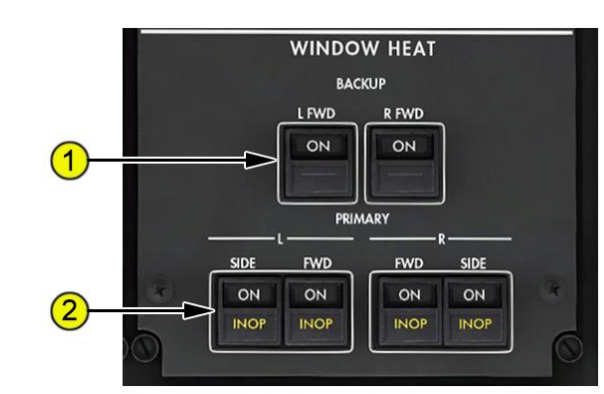 WINDOW HEAT
BACKUP
L FWD R FWD
1 ON ON
PRIMARY
L R
SIDE FWD FWD SIDE
2 ON ON ON ON
INOP INOP INOP INOP